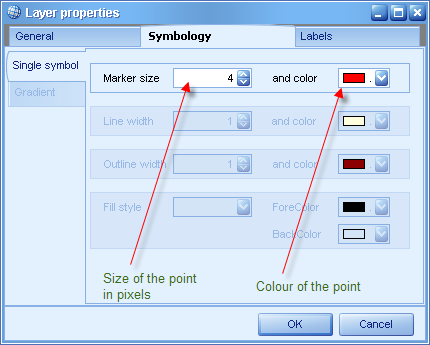 Layer properties
General
Symbology
Labels
Single symbol
Gradient
Marker size
4
and color
.
Line width
1
and color
Outline width
1
and color
Fill style
ForeColor
BackColor
Size of the point
in pixels
Colour of the point
OK
Cancel